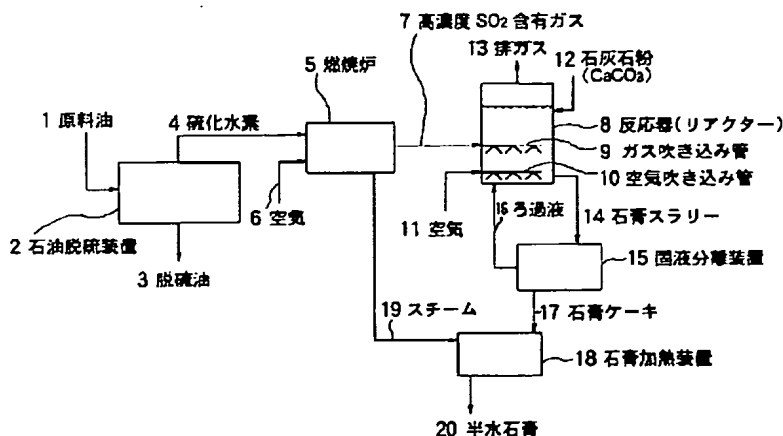 7 高濃度 SO₂ 含有ガス
13 排ガス
12 石灰石粉
(CaCO₃)
5 燃焼炉
1 原料油
4 硫化水素
8 反応器(リアクター)
9 ガス吹き込み管
10 空気吹き込み管
6 空気
11 空気
16 ろ過液
14 石膏スラリー
2 石油脱硫装置
3 脱硫油
15 固液分離装置
19 スチーム
17 石膏ケーキ
18 石膏加熱装置
20 半水石膏